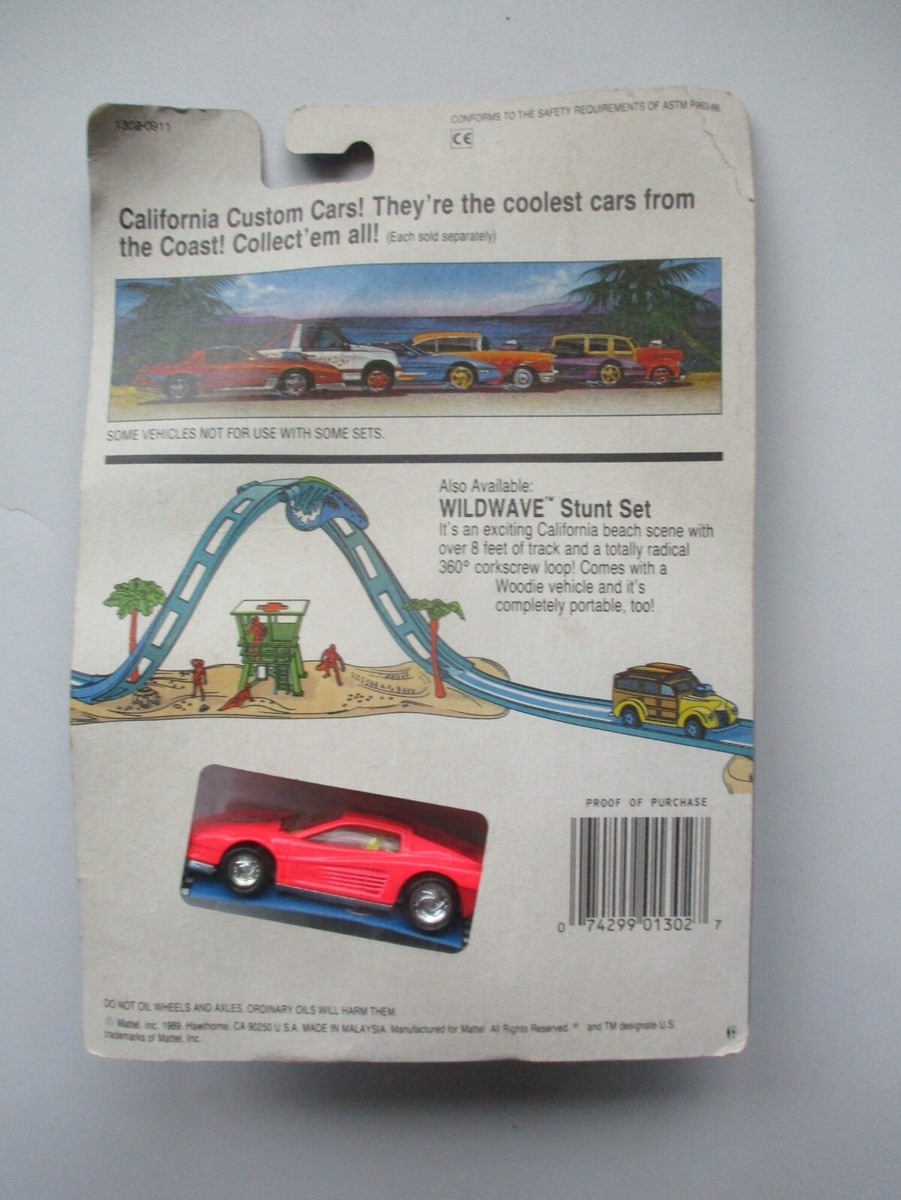 1302-0911
CONFORMS TO THE SAFETY REQUIREMENTS OF ASTM F963-86
CE
California Custom Cars! They're the coolest cars from
the Coast! Collect'em all! (Each sold separately)
SOME VEHICLES NOT FOR USE WITH SOME SETS.
Also Available:
WILDWAVE™ Stunt Set
It's an exciting California beach scene with
over 8 feet of track and a totally radical
360° corkscrew loop! Comes with a
Woodie vehicle and it's
completely portable, too!
PROOF OF PURCHASE
0 74299 01302 7
DO NOT OIL WHEELS AND AXLES. ORDINARY OILS WILL HARM THEM.
© Mattel, Inc. 1989. Hawthorne, CA 90250 U.S.A. MADE IN MALAYSIA. Manufactured for Mattel. All Rights Reserved. ® and TM designate U.S.
trademarks of Mattel, Inc.